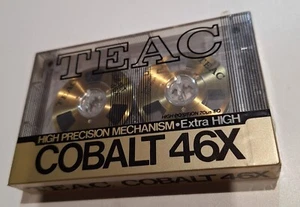 TEAC
HIGH PRECISION MECHANISM•Extra HIGH
COBALT 46X
TEAC COBALT 46X